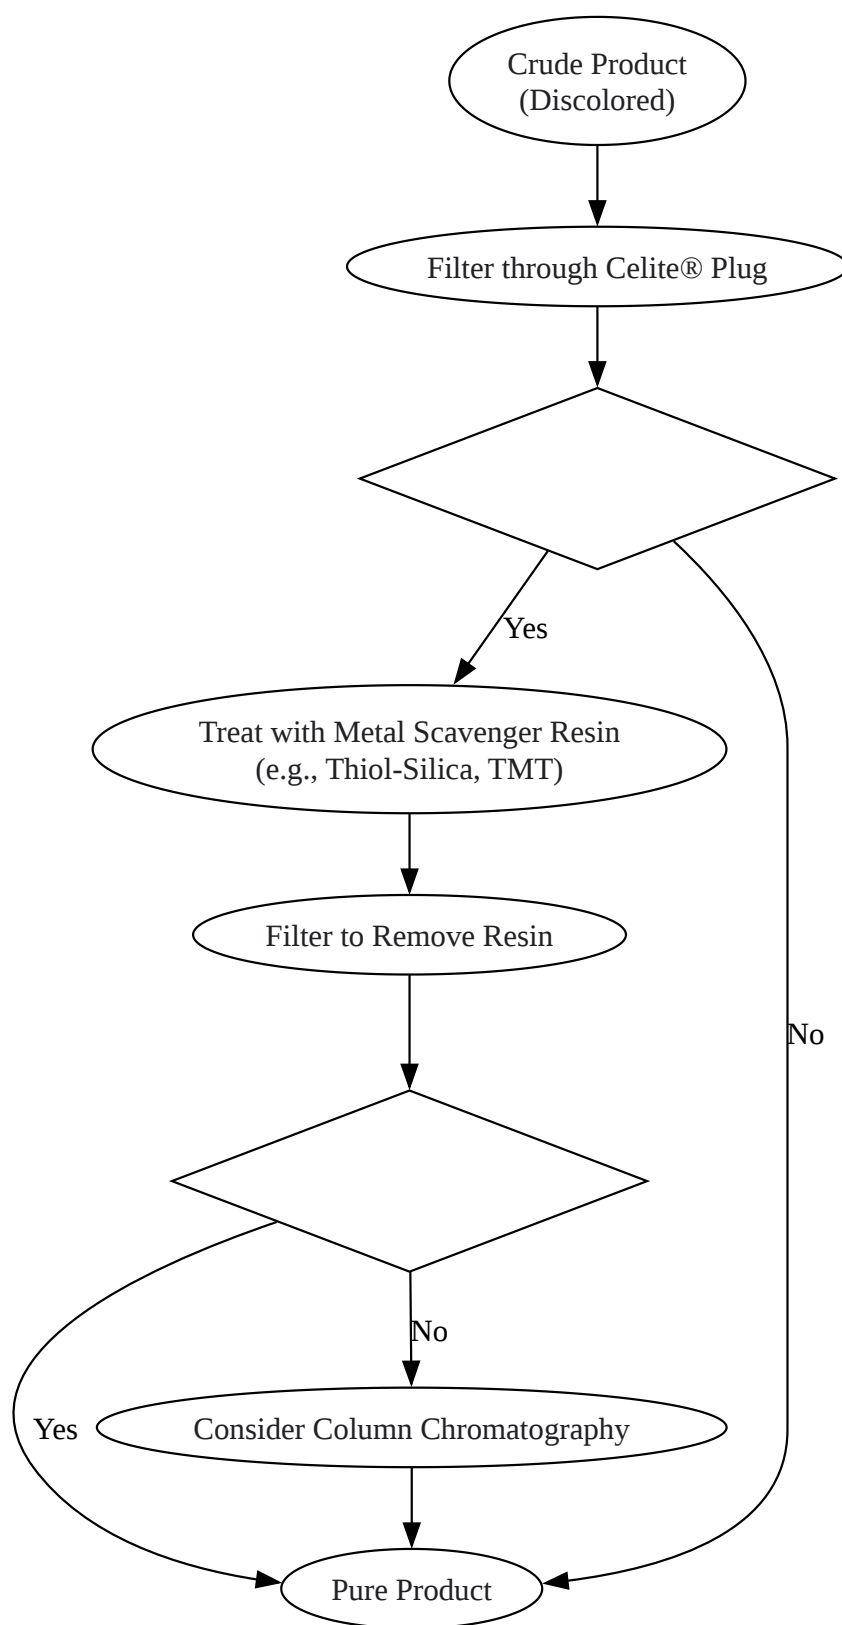 Crude Product
(Discolored)
Filter through Celite® Plug
Yes
Treat with Metal Scavenger Resin
(e.g., Thiol-Silica, TMT)
Filter to Remove Resin
No
No
Yes
Consider Column Chromatography
Pure Product